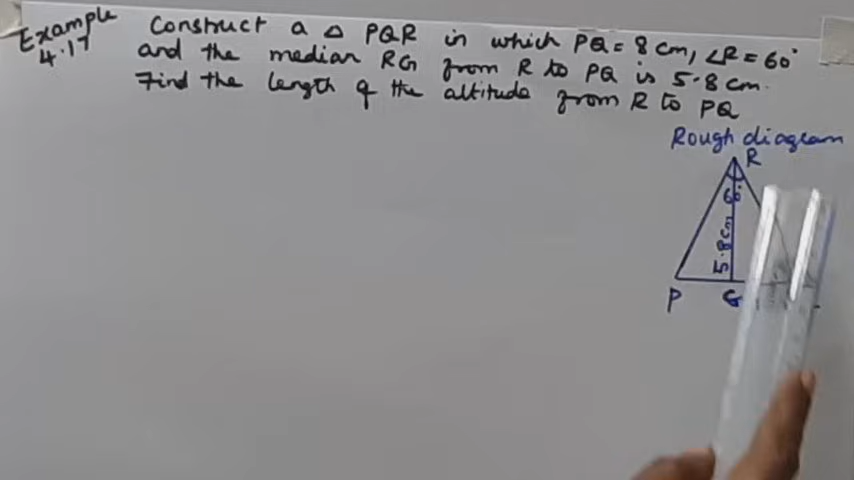 Example
4.17
Construct a △ PQR in which PQ = 8 cm, ∠R = 60°
and the median RG from R to PQ is 5.8 cm.
Find the length of the altitude from R to PQ
Rough diagram
R
60°
5.8cm
P
G